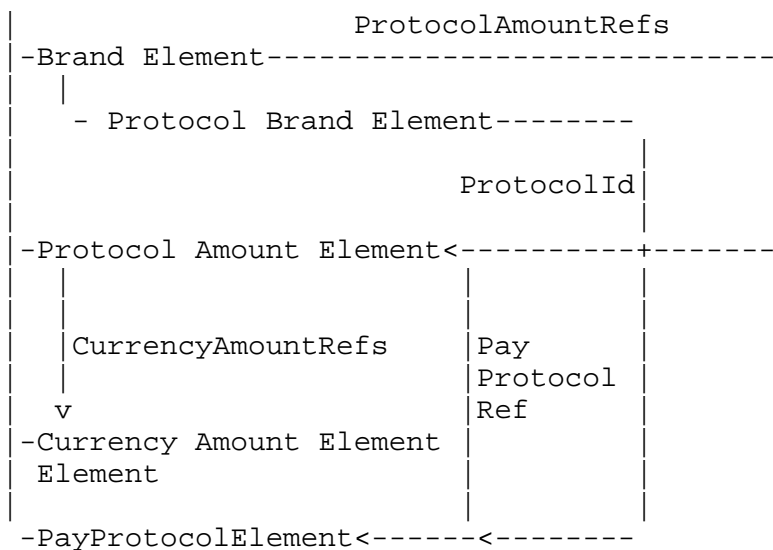 ProtocolAmountRefs
-Brand Element------------------------------
- Protocol Brand Element--------
ProtocolId
-Protocol Amount Element<-----------+-------
CurrencyAmountRefs Pay
Protocol
v Ref
-Currency Amount Element
Element
-PayProtocolElement<------<--------